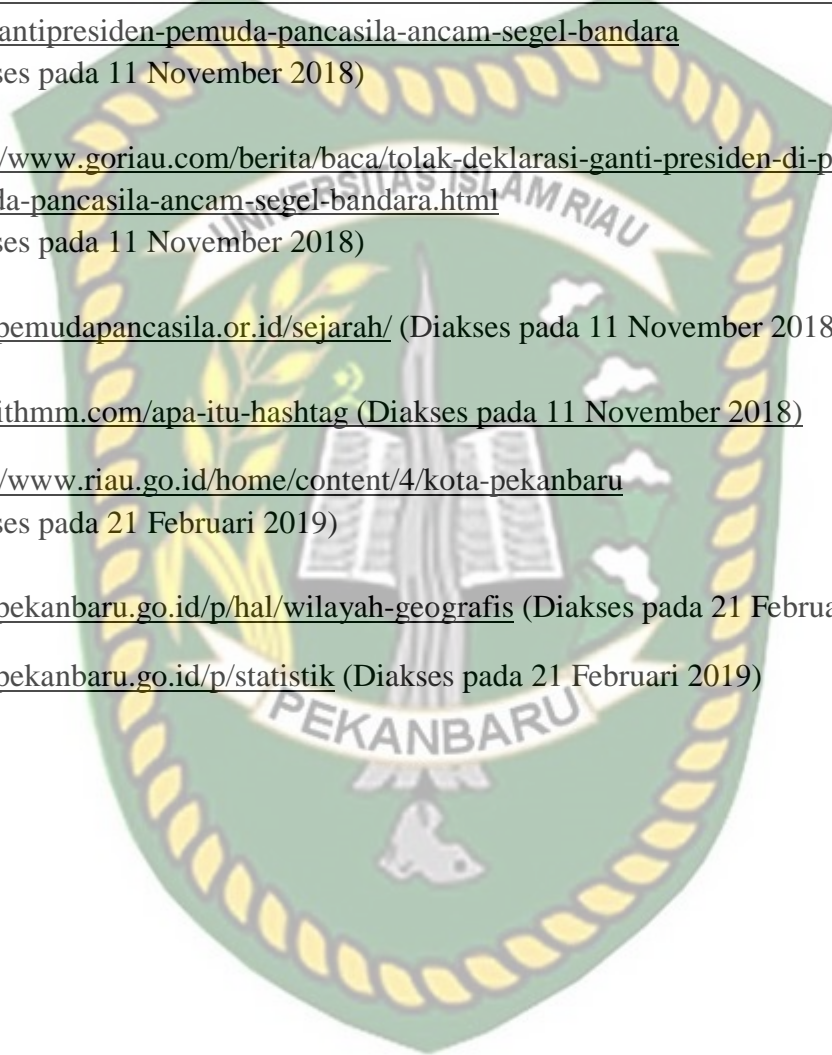 antipresiden-pemuda-pancasila-ancam-segel-bandara
ses pada 11 November 2018)
/www.goriau.com/berita/baca/tolak-deklarasi-ganti-presiden-di-p
da-pancasila-ancam-segel-bandara.html
ses pada 11 November 2018)
pemudapancasila.or.id/sejarah/ (Diakses pada 11 November 2018
ithmm.com/apa-itu-hashtag (Diakses pada 11 November 2018)
/www.riau.go.id/home/content/4/kota-pekanbaru
ses pada 21 Februari 2019)
pekanbaru.go.id/p/hal/wilayah-geografis (Diakses pada 21 Februa
pekanbaru.go.id/p/statistik (Diakses pada 21 Februari 2019)
UNIVERSITAS ISLAM RIAU
PEKANBARU